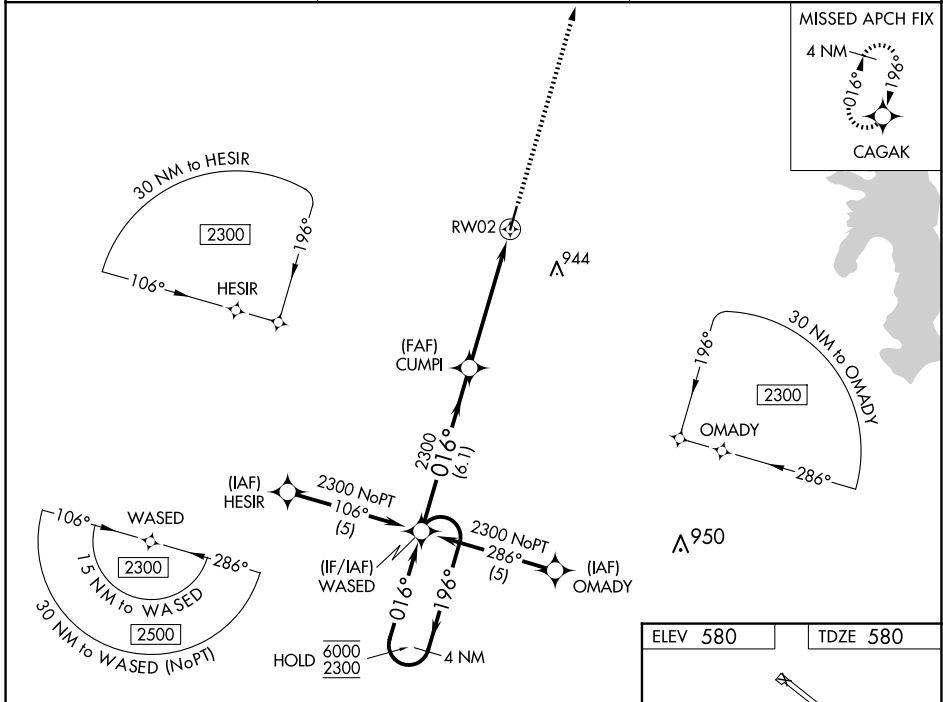 MISSED APCH FIX
4 NM
016°
196°
CAGAK
30 NM to HESIR
2300
196°
106°
HESIR
RW02
944
(FAF)
CUMPI
30 NM to OMADY
196°
2300
OMADY
286°
2300
016°
(6.1)
(IAF)
HESIR
2300 NoPT
106°
(5)
2300 NoPT
286°
(5)
(IAF)
OMADY
950
106°
WASED
286°
2300
15 NM to WASED
2500
30 NM to WASED (NoPT)
(IF/IAF)
WASED
016°
196°
HOLD
6000
2300
4 NM
ELEV 580
TDZE 580